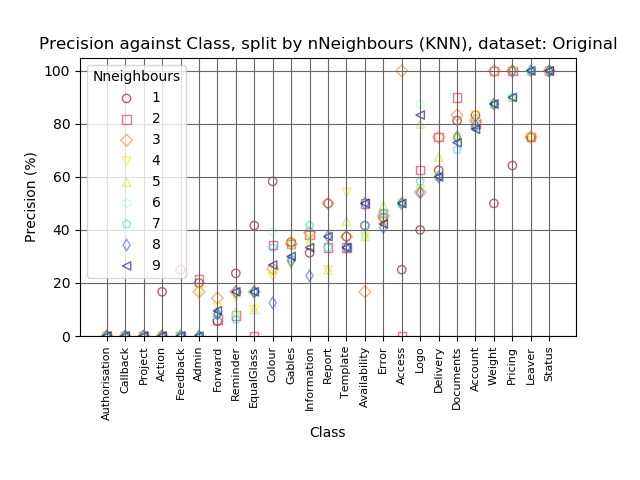 Precision against Class, split by nNeighbours (KNN), dataset: Original
Nneighbours
1
2
3
4
5
6
7
8
9
Precision (%)
100
80
60
40
20
0
Authorisation
Callback
Project
Action
Feedback
Admin
Forward
Reminder
EqualGlass
Colour
Gables
Information
Report
Template
Availability
Error
Access
Logo
Delivery
Documents
Account
Weight
Pricing
Leaver
Status
Class